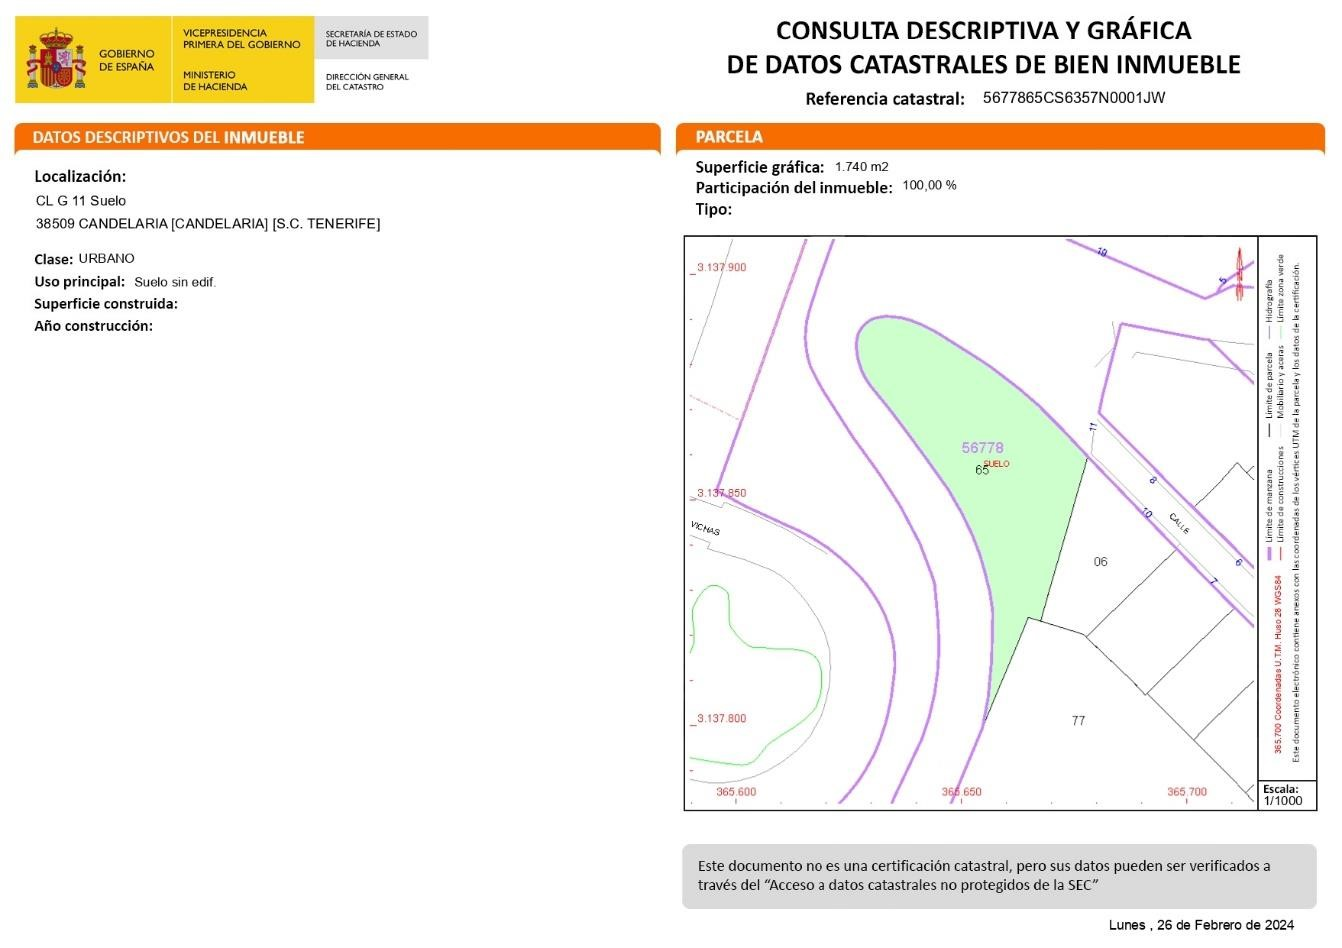 GOBIERNO
DE ESPAÑA
VICEPRESIDENCIA
PRIMERA DEL GOBIERNO
MINISTERIO
DE HACIENDA
SECRETARÍA DE ESTADO
DE HACIENDA
DIRECCIÓN GENERAL
DEL CATASTRO
CONSULTA DESCRIPTIVA Y GRÁFICA
DE DATOS CATASTRALES DE BIEN INMUEBLE
Referencia catastral: 5677865CS6357N0001JW
DATOS DESCRIPTIVOS DEL INMUEBLE
Localización:
CL G 11 Suelo
38509 CANDELARIA [CANDELARIA] [S.C. TENERIFE]
Clase: URBANO
Uso principal: Suelo sin edif.
Superficie construida:
Año construcción:
PARCELA
Superficie gráfica: 1.740 m2
Participación del inmueble: 100,00 %
Tipo:
3.137.900
19
5
56778
SUELO
65
11
8
3.137.850
10
CALLE
VICHAS
06
6
7
3.137.800
77
365.600
365.650
365.700
Límite de manzana
Límite de parcela
Hidrografía
Límite de construcciones
Mobiliario y aceras
Límite zona verde
365.700 Coordenadas U.T.M. Huso 28 WGS84
Este documento electrónico contiene anexos con las coordenadas de los vértices UTM de la parcela y los datos de la certificación.
Escala:
1/1000
Este documento no es una certificación catastral, pero sus datos pueden ser verificados a
través del “Acceso a datos catastrales no protegidos de la SEC”
Lunes , 26 de Febrero de 2024